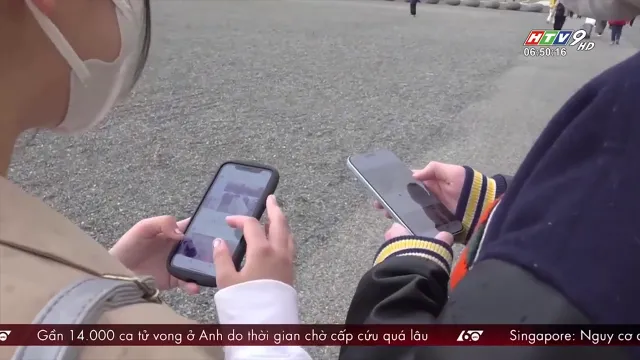 HTV9 HD
06:50:16
Gần 14.000 ca tử vong ở Anh do thời gian chờ cấp cứu quá lâu 60 Singapore: Nguy cơ